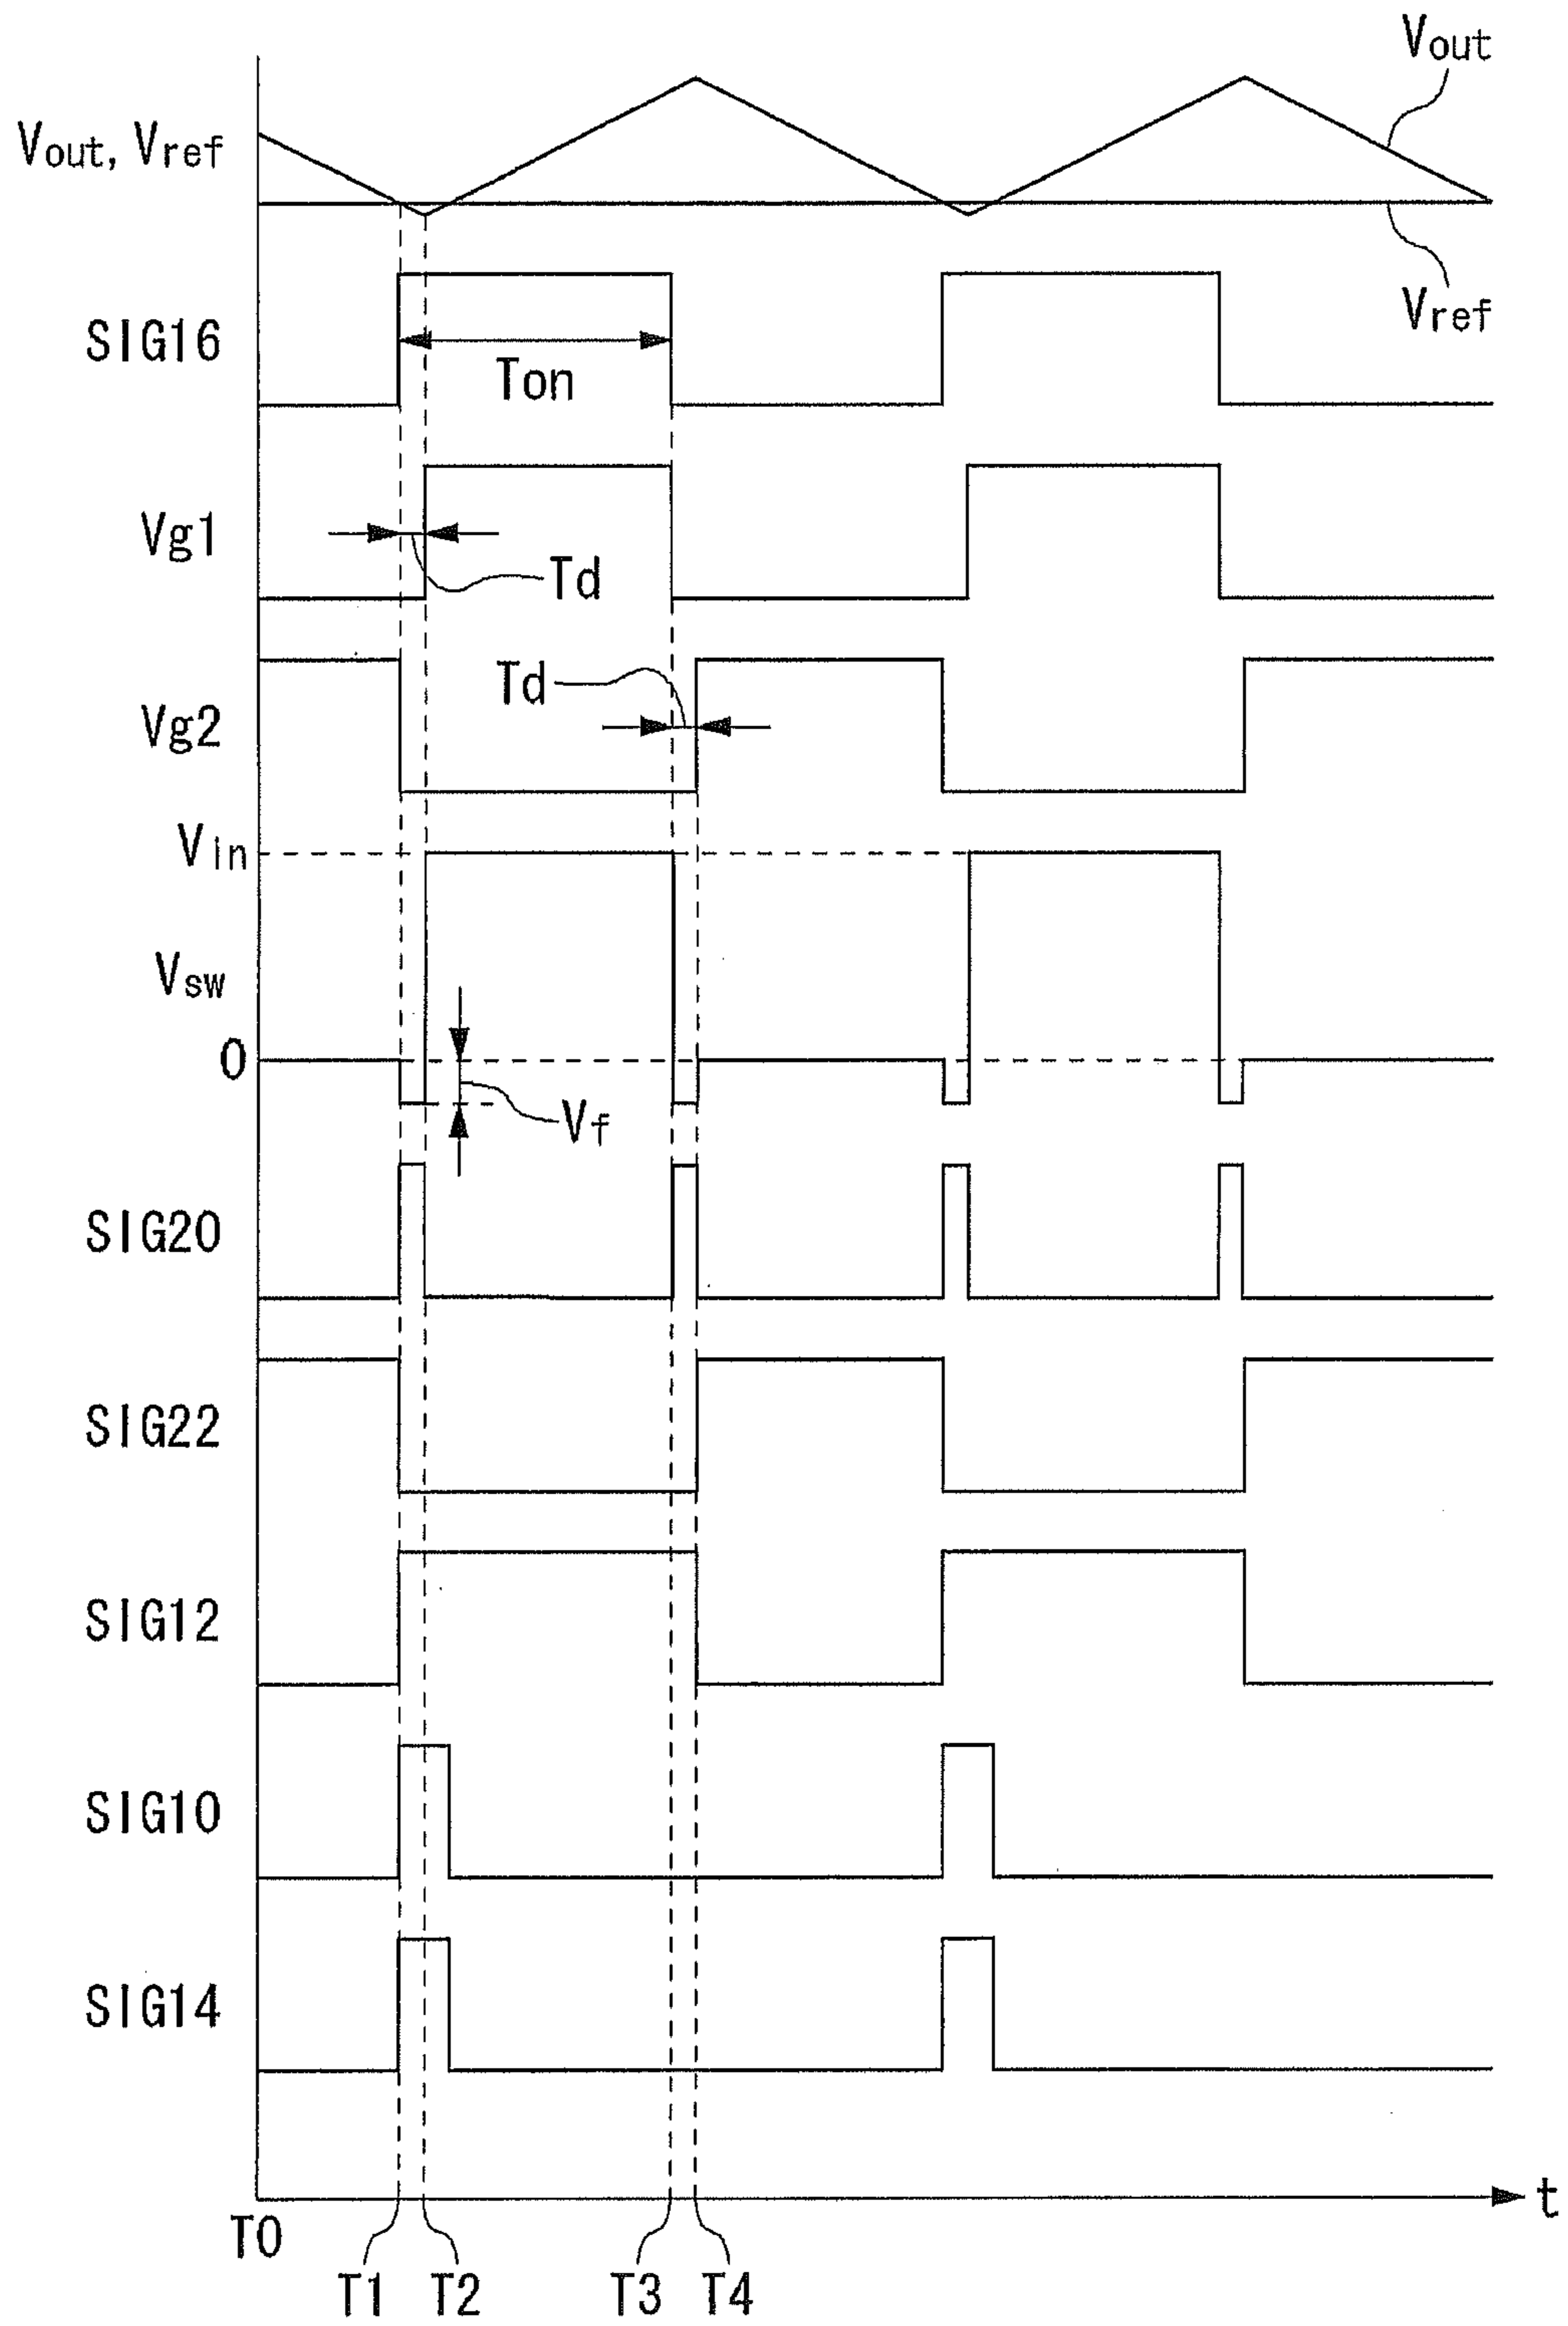 Vout
Vout, Vref
Vref
SIG16
Ton
Vg1
Td
Td
Vg2
Vin
Vsw
0
Vf
SIG20
SIG22
SIG12
SIG10
SIG14
t
T0
T1 T2 T3 T4